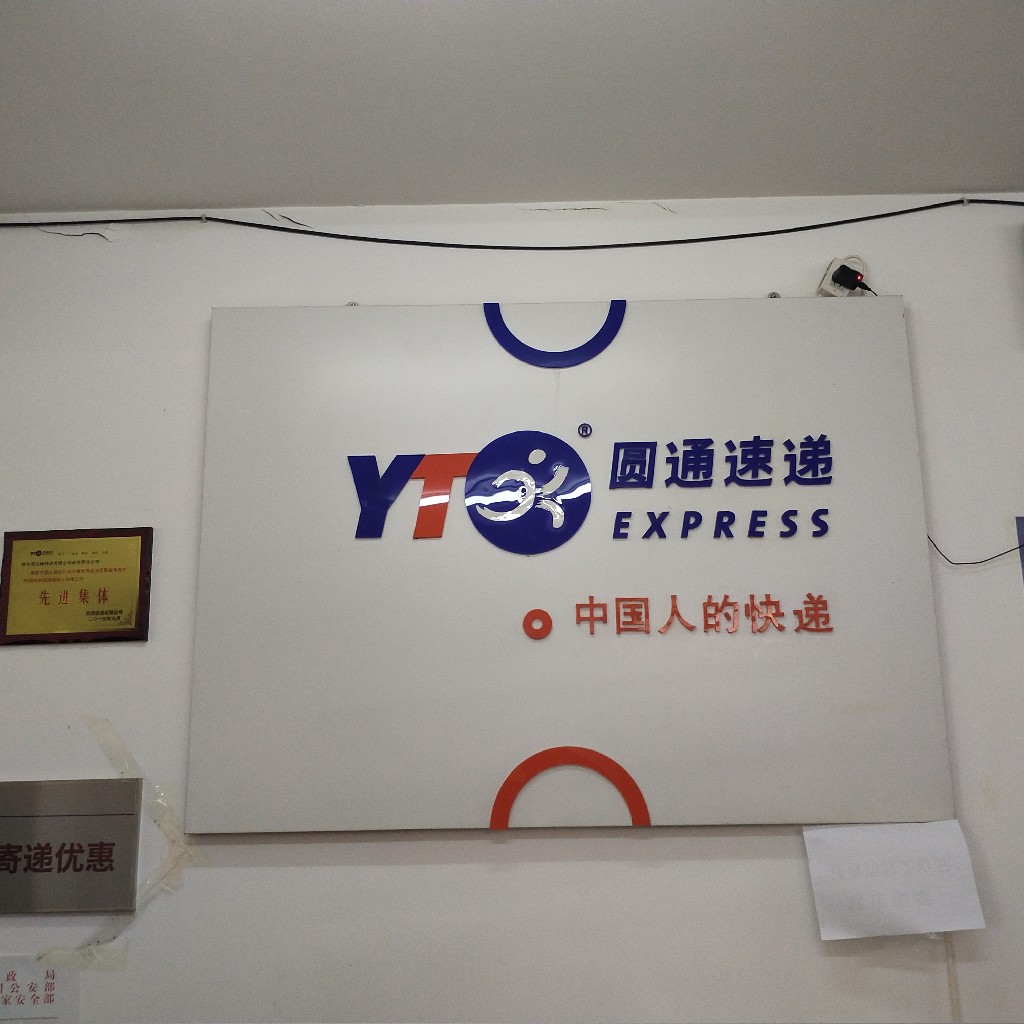 YTO® 圆通速递
EXPRESS
中国人的快递
先进集体
寄递优惠
政 局
公安部
家安全部